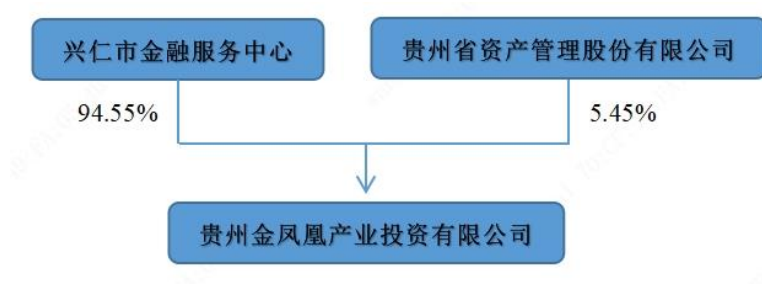 兴仁市金融服务中心
贵州省资产管理股份有限公司
94.55%
5.45%
贵州金凤凰产业投资有限公司